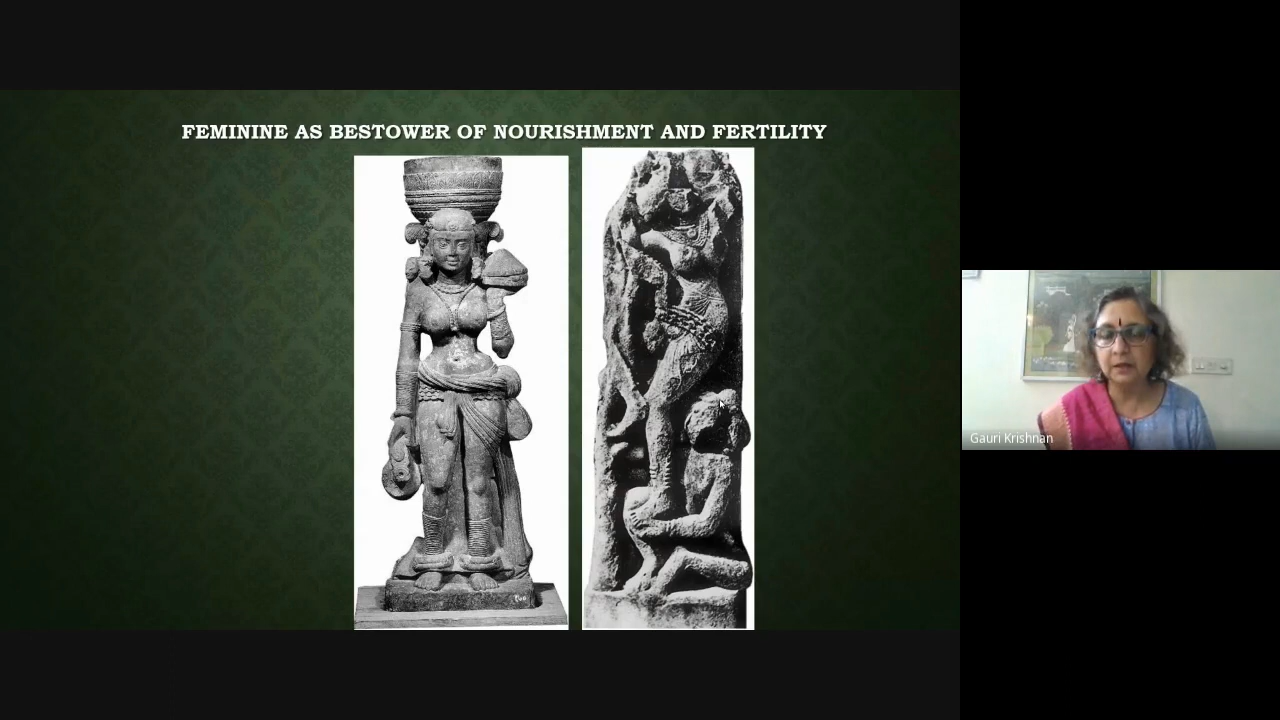 FEMININE AS BESTOWER OF NOURISHMENT AND FERTILITY
Gauri Krishnan